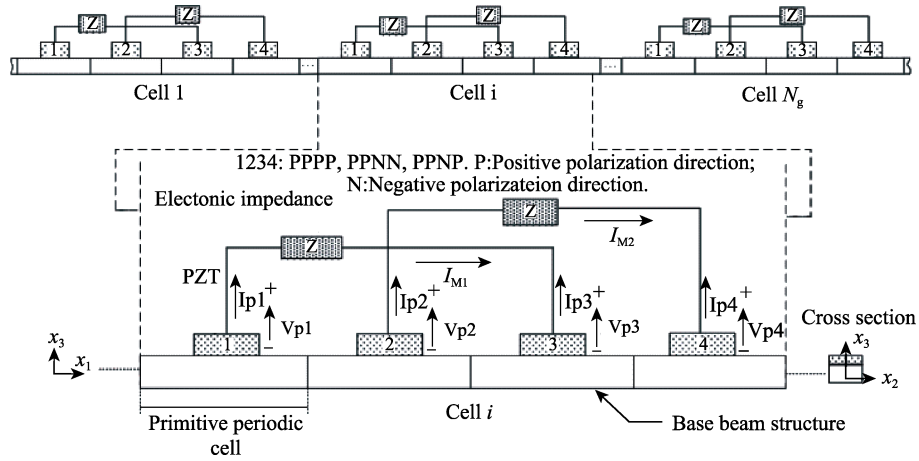 Z Z Z Z Z Z
1 2 3 4 1 2 3 4 1 2 3 4
... ...
Cell 1 Cell i Cell Ng
1234: PPPP, PPNN, PPNP. P:Positive polarization direction;
N:Negative polarizateion direction.
Electonic impedance
Z
Z
IM2
PZT
IM1
Ip1 + Ip2 + Ip3 + Ip4 +
Vp1 Vp2 Vp3 Vp4
1 − 2 − 3 − 4 −
Cross section
x3
x1
x3
x2
Primitive periodic
cell
Cell i
Base beam structure